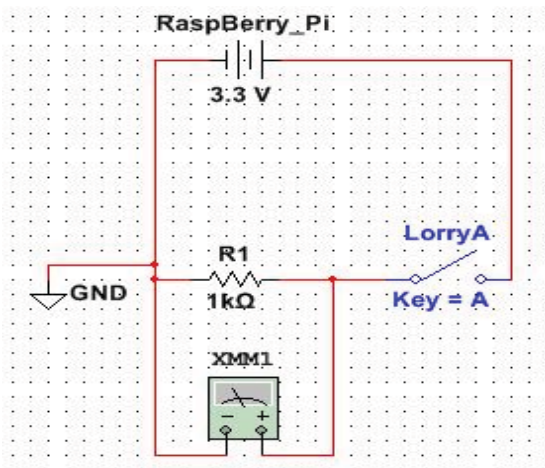 RaspBerry_Pi
3.3 V
LorryA
R1
GND
1kΩ
Key = A
XMM1